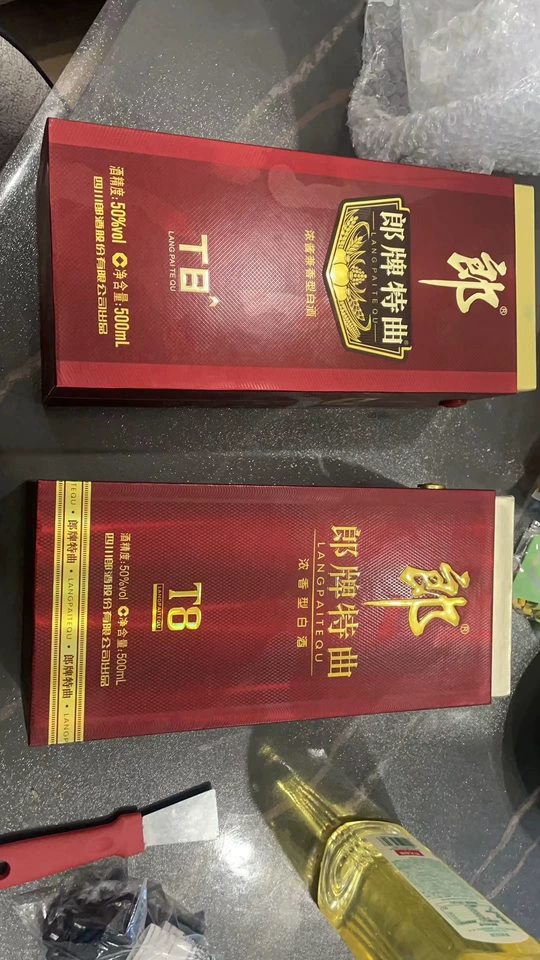 郎®
郎牌特曲
LANGPAITEQU
浓酱兼香型白酒
T8
LANG PAI TE QU
酒精度:50%vol 净含量:500mL
四川郎酒股份有限公司出品
郎®
郎牌特曲
LANGPAITEQU
浓香型白酒
T8
LANGPAITEQU
酒精度:50%vol 净含量:500mL
四川郎酒股份有限公司出品
TEQU • 郎牌特曲 • LANGPAITEQU • 郎牌特曲 • LANGP